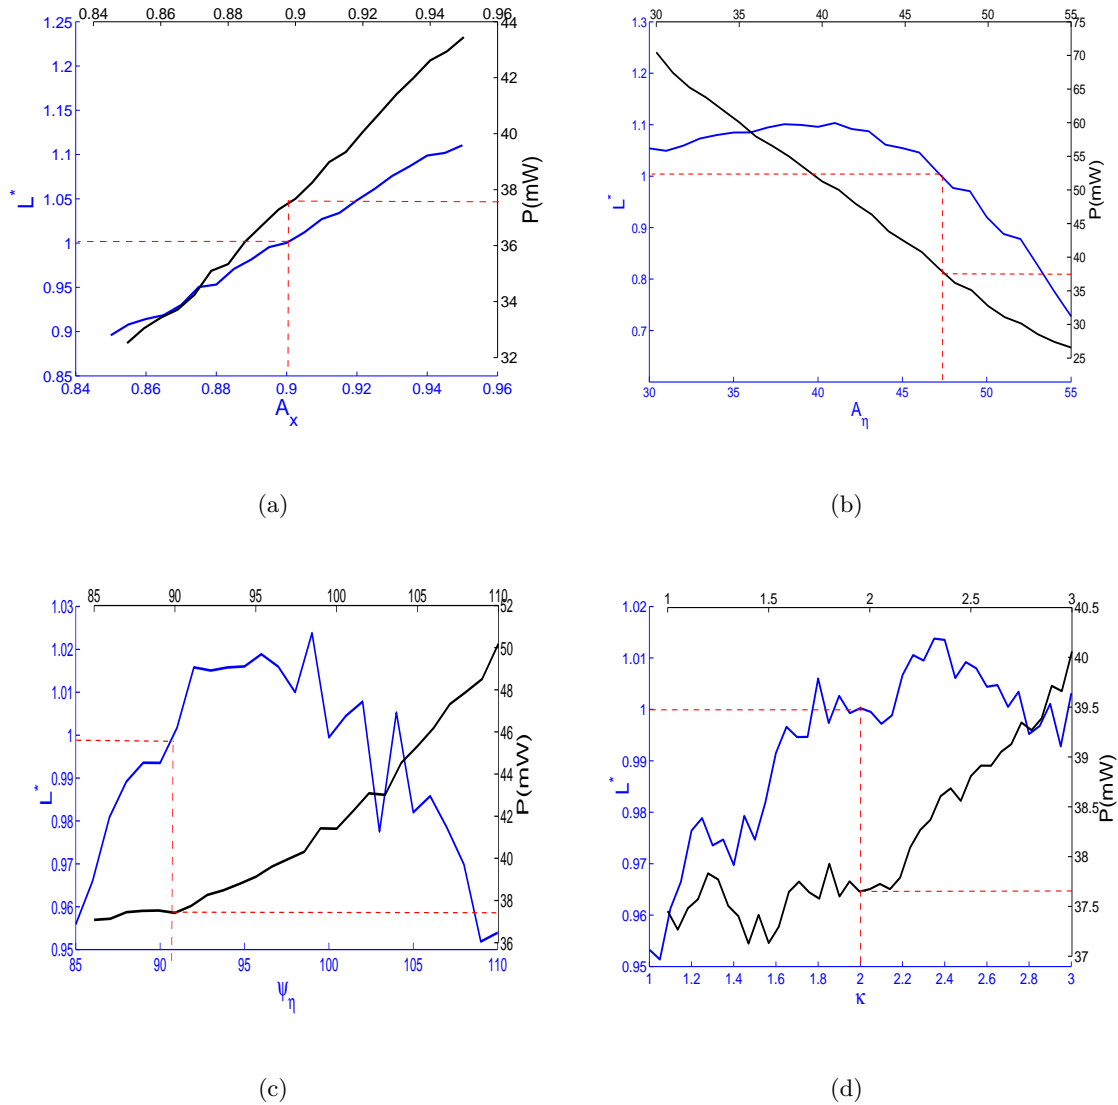 0.84 0.86 0.88 0.9 0.92 0.94 0.96
1.25 1.2 1.15 1.1 1.05 1 0.95 0.9 0.85
L*
44 42 40 38 36 34 32
P(mW)
0.84 0.86 0.88 0.9 0.92 0.94 0.96
A_x
(a)
30 35 40 45 50 55
1.3 1.2 1.1 1 0.9 0.8 0.7
L*
75 70 65 60 55 50 45 40 35 30 25
P(mW)
30 35 40 45 50 55
A_η
(b)
85 90 95 100 105 110
1.03 1.02 1.01 1 0.99 0.98 0.97 0.96 0.95
L*
52 50 48 46 44 42 40 38 36
P(mW)
85 90 95 100 105 110
ψ_η
(c)
1 1.5 2 2.5 3
1.02 1.01 1 0.99 0.98 0.97 0.96 0.95
L*
40.5 40 39.5 39 38.5 38 37.5 37
P(mW)
1 1.2 1.4 1.6 1.8 2 2.2 2.4 2.6 2.8 3
κ
(d)